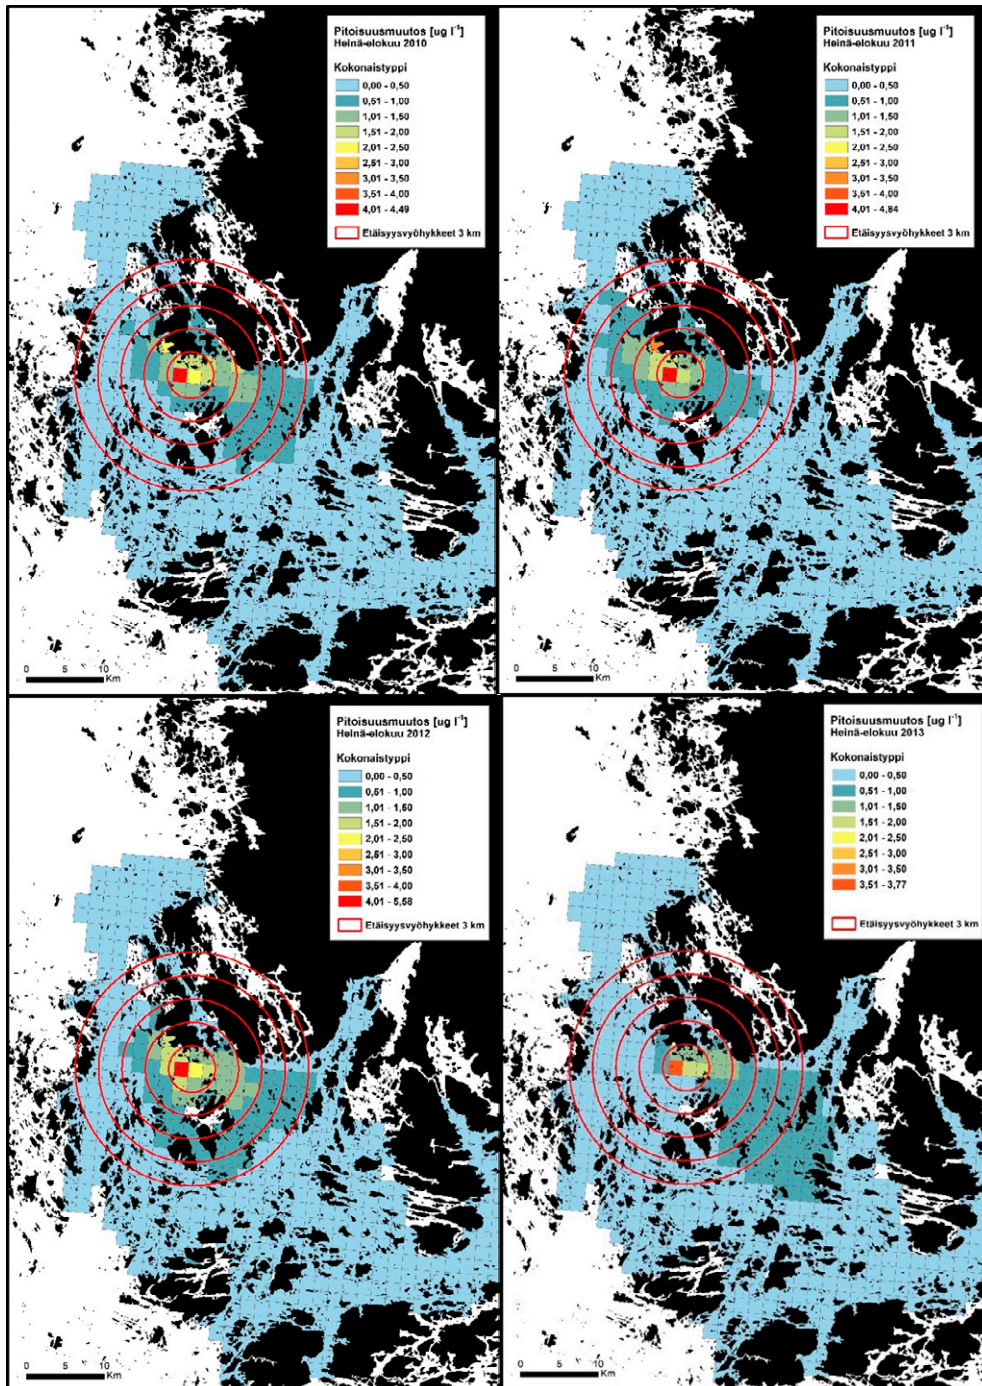 Pitoisuusmuutos [ug l⁻¹]
Heinä-elokuu 2010
Kokonaistyppi
0,00 - 0,50
0,51 - 1,00
1,01 - 1,50
1,51 - 2,00
2,01 - 2,50
2,51 - 3,00
3,01 - 3,50
3,51 - 4,00
4,01 - 4,49
Etäisyysvyöhykkeet 3 km
0 5 10
Km
Pitoisuusmuutos [ug l⁻¹]
Heinä-elokuu 2011
Kokonaistyppi
0,00 - 0,50
0,51 - 1,00
1,01 - 1,50
1,51 - 2,00
2,01 - 2,50
2,51 - 3,00
3,01 - 3,50
3,51 - 4,00
4,01 - 4,84
Etäisyysvyöhykkeet 3 km
0 5 10
Km
Pitoisuusmuutos [ug l⁻¹]
Heinä-elokuu 2012
Kokonaistyppi
0,00 - 0,50
0,51 - 1,00
1,01 - 1,50
1,51 - 2,00
2,01 - 2,50
2,51 - 3,00
3,01 - 3,50
3,51 - 4,00
4,01 - 5,58
Etäisyysvyöhykkeet 3 km
0 5 10
Km
Pitoisuusmuutos [ug l⁻¹]
Heinä-elokuu 2013
Kokonaistyppi
0,00 - 0,50
0,51 - 1,00
1,01 - 1,50
1,51 - 2,00
2,01 - 2,50
2,51 - 3,00
3,01 - 3,50
3,51 - 3,77
Etäisyysvyöhykkeet 3 km
0 5 10
Km